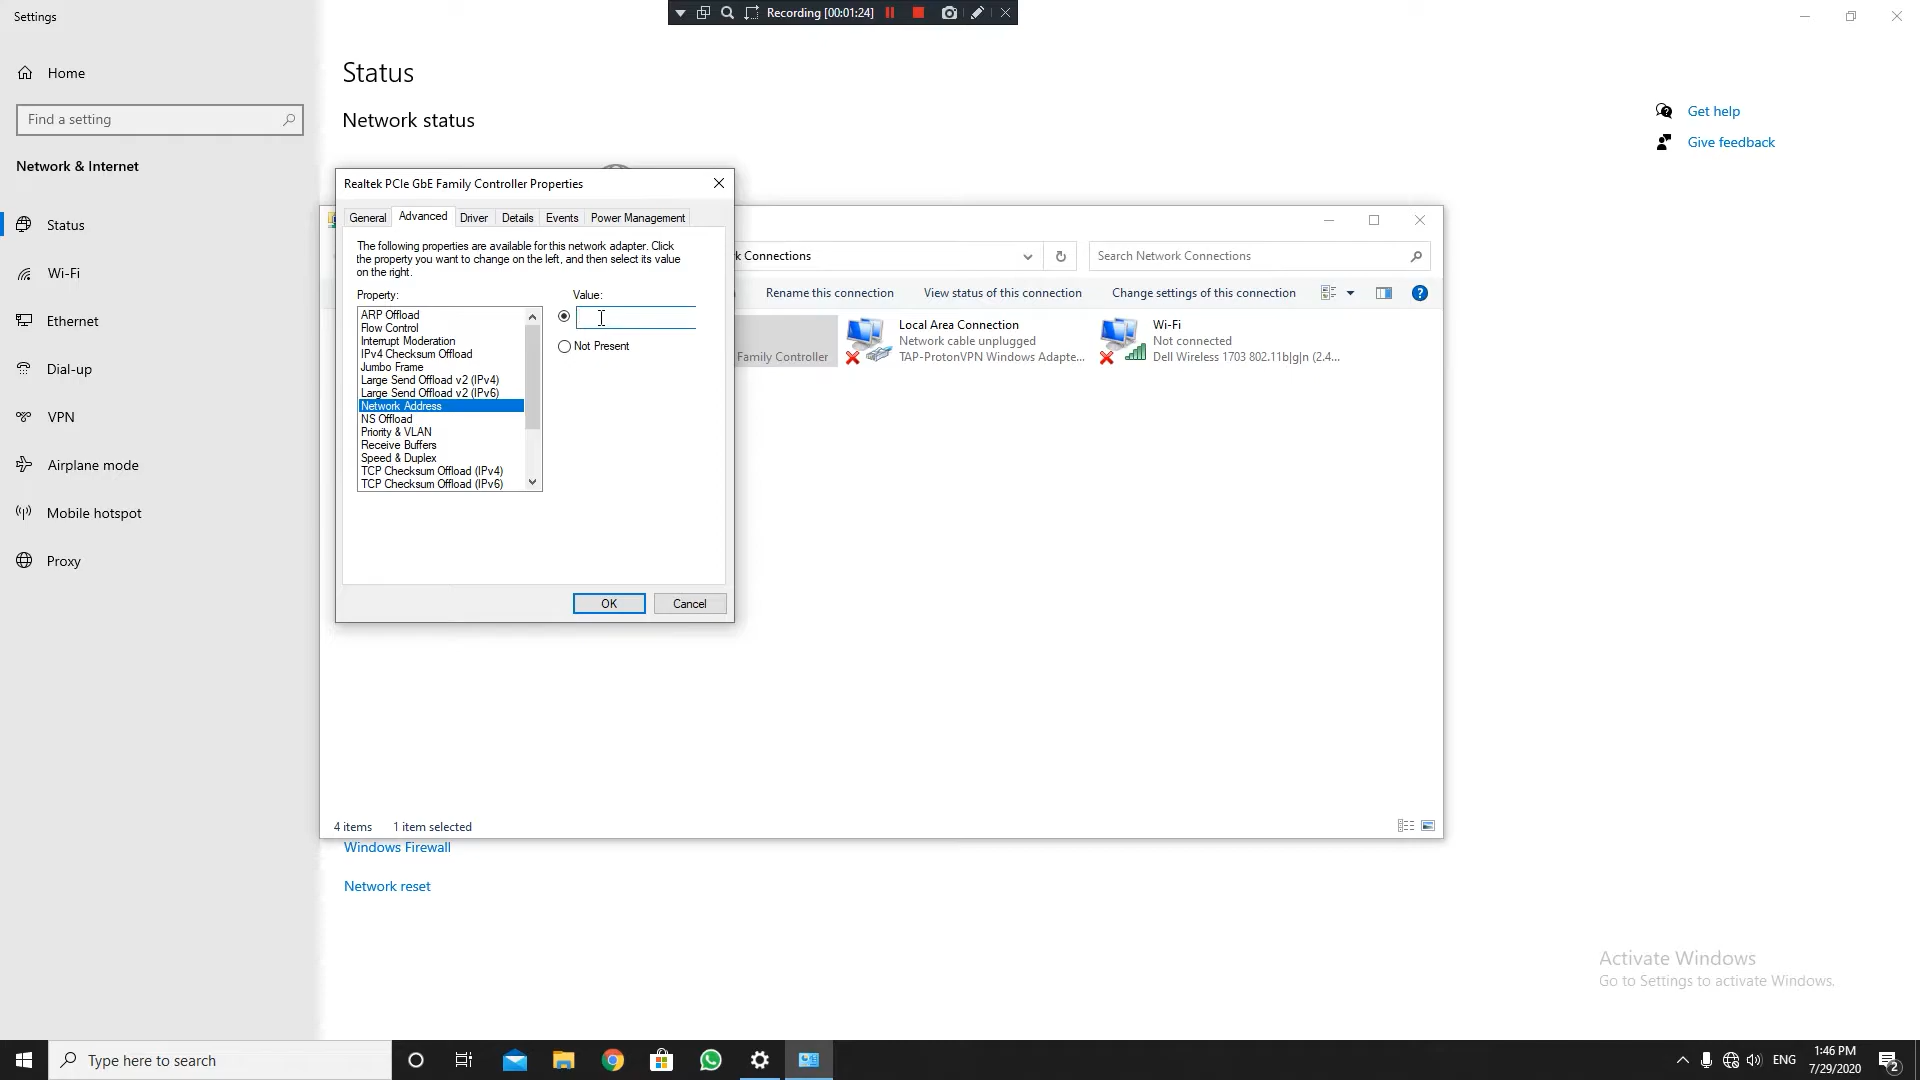 Settings
Recording [00:01:24]
Home
Find a setting
Network & Internet
Status
Wi-Fi
Ethernet
Dial-up
VPN
Airplane mode
Mobile hotspot
Proxy
Status
Network status
Get help
Give feedback
Realtek PCIe GbE Family Controller Properties
General Advanced Driver Details Events Power Management
The following properties are available for this network adapter. Click
the property you want to change on the left, and then select its value
on the right.
Property:
Value:
ARP Offload
Flow Control
Interrupt Moderation
IPv4 Checksum Offload
Jumbo Frame
Large Send Offload v2 (IPv4)
Large Send Offload v2 (IPv6)
Network Address
NS Offload
Priority & VLAN
Receive Buffers
Speed & Duplex
TCP Checksum Offload (IPv4)
TCP Checksum Offload (IPv6)
Not Present
OK
Cancel
k Connections
Search Network Connections
Rename this connection
View status of this connection
Change settings of this connection
Family Controller
Local Area Connection
Network cable unplugged
TAP-ProtonVPN Windows Adapte...
Wi-Fi
Not connected
Dell Wireless 1703 802.11b|g|n (2.4...
4 items
1 item selected
Windows Firewall
Network reset
Activate Windows
Go to Settings to activate Windows.
Type here to search
ENG
1:46 PM
7/29/2020
2